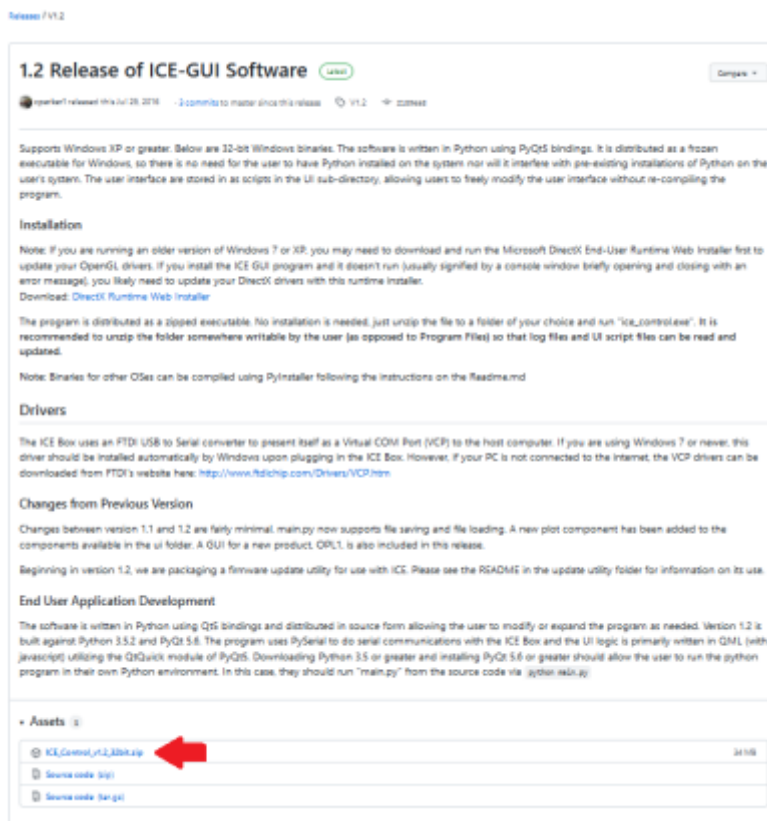 Releases / V1.2
1.2 Release of ICE-GUI Software Latest
Compare
released this Jul 28, 2016 · 3 commits to master since this release V1.2
Supports Windows XP or greater. Below are 32-bit Windows binaries. The software is written in Python using PyQt5 bindings. It is distributed as a frozen
executable for Windows, so there is no need for the user to have Python installed on the system nor will it interfere with pre-existing installations of Python on the
user's system. The user interface are stored in as scripts in the UI sub-directory, allowing users to freely modify the user interface without re-compiling the
program.
Installation
Note: If you are running an older version of Windows 7 or XP, you may need to download and run the Microsoft DirectX End-User Runtime Web Installer first to
update your OpenGL drivers. If you install the ICE GUI program and it doesn't run (usually signified by a console window briefly opening and closing with an
error message), you likely need to update your DirectX drivers with this runtime installer.
Download: DirectX Runtime Web Installer
The program is distributed as a zipped executable. No installation is needed, just unzip the file to a folder of your choice and run "ice_control.exe". It is
recommended to unzip the folder somewhere writable by the user (as opposed to Program Files) so that log files and UI script files can be read and
updated.
Note: Binaries for other OSes can be compiled using PyInstaller following the instructions on the Readme.md
Drivers
The ICE Box uses an FTDI USB to Serial converter to present itself as a Virtual COM Port (VCP) to the host computer. If you are using Windows 7 or newer, this
driver should be installed automatically by Windows upon plugging in the ICE Box. However, if your PC is not connected to the internet, the VCP drivers can be
downloaded from FTDI's website here: http://www.ftdichip.com/Drivers/VCP.htm
Changes from Previous Version
Changes between version 1.1 and 1.2 are fairly minimal. main.py now supports file saving and file loading. A new plot component has been added to the
components available in the ui folder. A GUI for a new product, OPL1, is also included in this release.
Beginning in version 1.2, we are packaging a firmware update utility for use with ICE. Please see the README in the update utility folder for information on its use.
End User Application Development
The software is written in Python using Qt5 bindings and distributed in source form allowing the user to modify or expand the program as needed. Version 1.2 is
built against Python 3.5.2 and PyQt 5.6. The program uses PySerial to do serial communications with the ICE Box and the UI logic is primarily written in QML (with
javascript) utilizing the QtQuick module of PyQt5. Downloading Python 3.5 or greater and installing PyQt 5.6 or greater should allow the user to run the python
program in their own Python environment. In this case, they should run "main.py" from the source code via python main.py
Assets 3
ICE_Control_v1.2_32bit.zip
Source code (zip)
Source code (tar.gz)